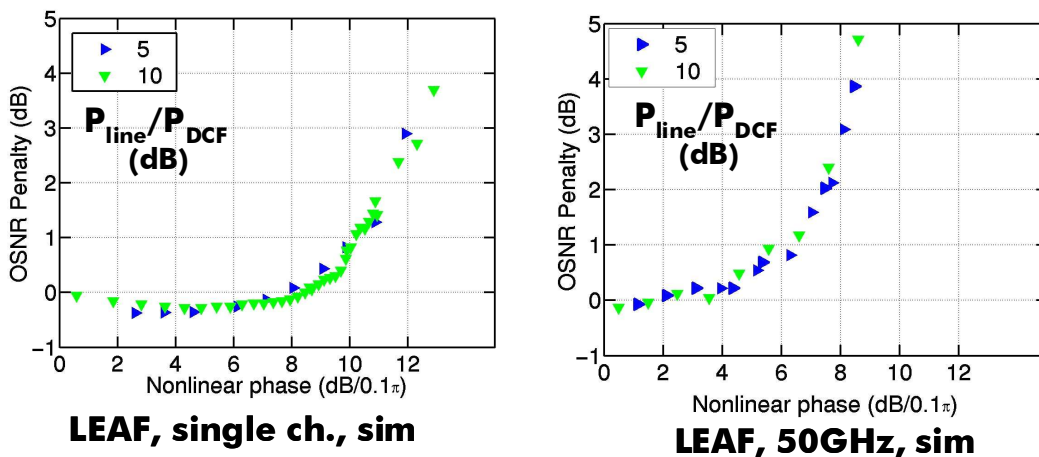 5
4
3
2
1
0
−1
OSNR Penalty (dB)
5
10
P_line/P_DCF
(dB)
0 2 4 6 8 10 12
Nonlinear phase (dB/0.1π)
LEAF, single ch., sim
5
4
3
2
1
0
−1
OSNR Penalty (dB)
5
10
P_line/P_DCF
(dB)
0 2 4 6 8 10 12
Nonlinear phase (dB/0.1π)
LEAF, 50GHz, sim